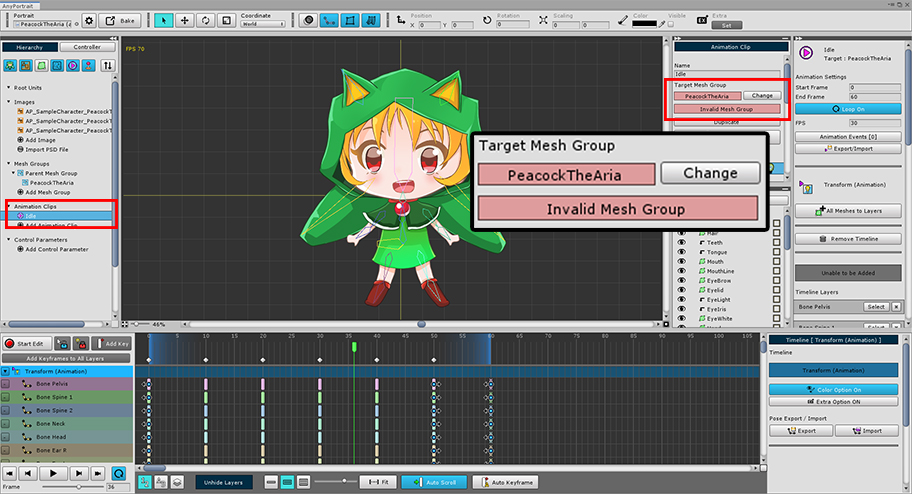 AnyPortrait
Portrait
PeacockTheAria (a
Bake
Select
Move
Rotate
Scaling
Coordinate
World
Position
X 0 Y 0
Rotation
0
Scaling
X 0 Y 0
Color
Visible
Extra
Set
Hierarchy
Controller
Root Units
Images
AP_SampleCharacter_PeacockT
AP_SampleCharacter_PeacockT
AP_SampleCharacter_PeacockT
Add Image
Import PSD File
Mesh Groups
Parent Mesh Group
PeacockTheAria
Add Mesh Group
Animation Clips
Idle
Add Animation Clip
Control Parameters
Add Control Parameter
FPS 70
46%
Animation Clip
Name
Idle
Target Mesh Group
PeacockTheAria
Change
Invalid Mesh Group
Duplicate
Target Mesh Group
PeacockTheAria
Change
Invalid Mesh Group
Hair
Teeth
Tongue
Mouth
MouthLine
EyeBrow
Eyelid
EyeLight
EyeIris
EyeWhite
Idle
Target : PeacockTheAria
Animation Settings
Start Frame 0
End Frame 60
Loop On
FPS 30
Animation Events [0]
Export/Import
Transform (Animation)
All Meshes to Layers
Remove Timeline
Unable to be Added
Timeline Layers
Bone Pelvis Select X
Bone Spine 1 Select X
Start Edit
Add Key
Add Keyframes to All Layers
Transform (Animation)
Bone Pelvis
Bone Spine 1
Bone Spine 2
Bone Neck
Bone Head
Bone Ear R
0 5 10 15 20 25 30 35 40 45 50 55 60 65 70 75 80 85 90 95 100 105
Frame 36
Unhide Layers
Fit
Auto Scroll
Auto Keyframe
Timeline [ Transform (Animation) ]
Timeline
Transform (Animation)
Color Option On
Extra Option ON
Pose Export / Import
Export
Import